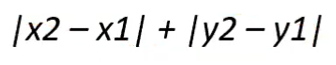 |x2 – x1| + |y2 – y1|